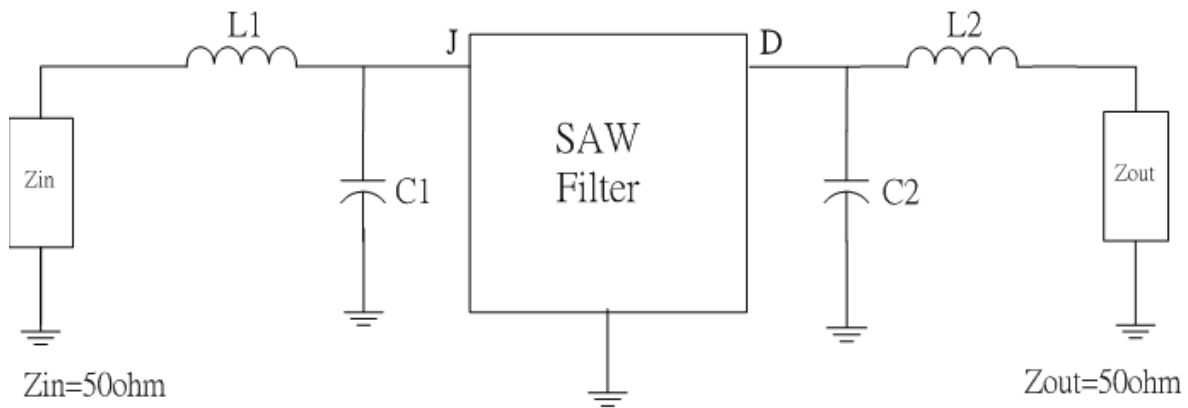 L1
J
D
L2
Zin
C1
SAW
Filter
C2
Zout
Zin=50ohm
Zout=50ohm